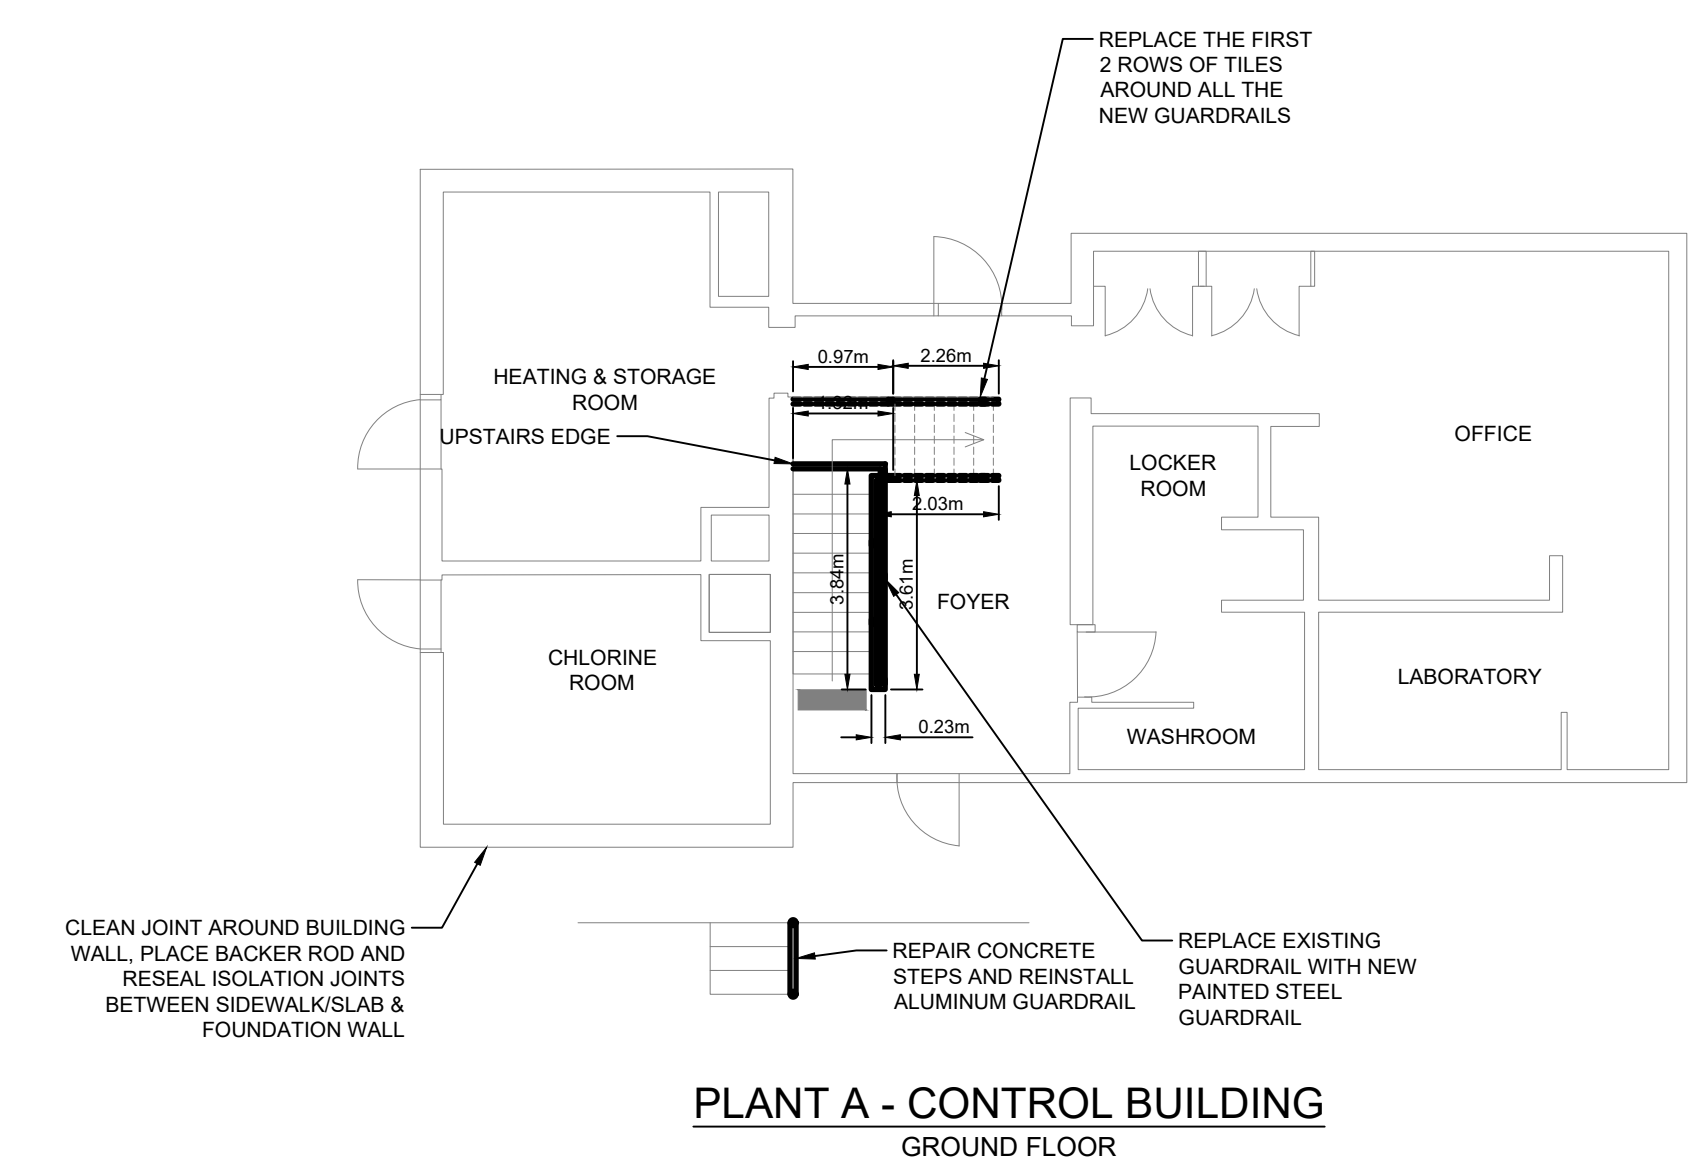 REPLACE THE FIRST
2 ROWS OF TILES
AROUND ALL THE
NEW GUARDRAILS
0.97m
2.26m
HEATING & STORAGE
ROOM
UPSTAIRS EDGE
OFFICE
LOCKER
ROOM
2.03m
3.84m
3.61m
FOYER
CHLORINE
ROOM
LABORATORY
0.23m
WASHROOM
CLEAN JOINT AROUND BUILDING
WALL, PLACE BACKER ROD AND
RESEAL ISOLATION JOINTS
BETWEEN SIDEWALK/SLAB &
FOUNDATION WALL
REPAIR CONCRETE
STEPS AND REINSTALL
ALUMINUM GUARDRAIL
REPLACE EXISTING
GUARDRAIL WITH NEW
PAINTED STEEL
GUARDRAIL
PLANT A - CONTROL BUILDING
GROUND FLOOR